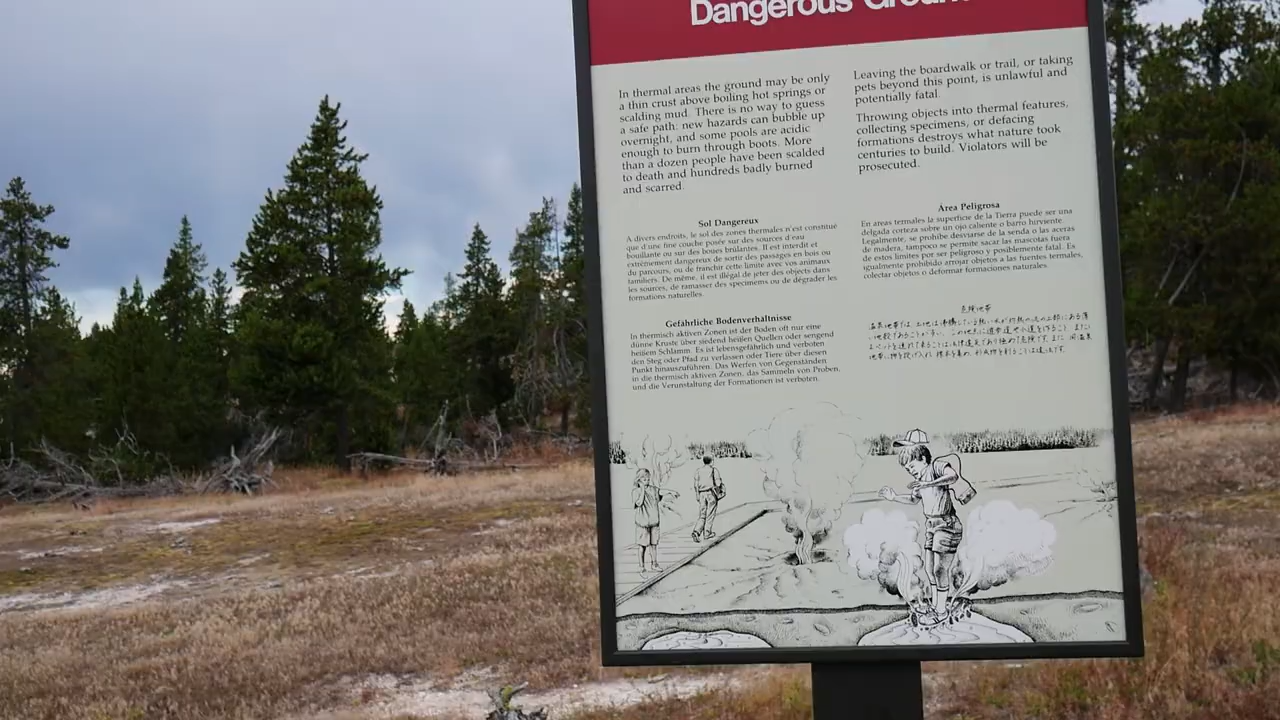 Dangerous Ground
In thermal areas the ground may be only
a thin crust above boiling hot springs or
scalding mud. There is no way to guess
a safe path: new hazards can bubble up
overnight, and some pools are acidic
enough to burn through boots. More
than a dozen people have been scalded
to death and hundreds badly burned
and scarred.
Leaving the boardwalk or trail, or taking
pets beyond this point, is unlawful and
potentially fatal.
Throwing objects into thermal features,
collecting specimens, or defacing
formations destroys what nature took
centuries to build. Violators will be
prosecuted.
Sol Dangereux
A divers endroits, le sol des zones thermales n'est constitué
que d'une fine couche posée sur des sources d'eau
bouillante ou sur des boues brûlantes. Il est interdit et
extrêmement dangereux de sortir des passages en bois ou
du parcours, ou de franchir cette limite avec vos animaux
familiers. De même, il est illégal de jeter des objects dans
les sources, de ramasser des specimens ou de dégrader les
formations naturelles.
Área Peligrosa
En areas termales la superficie de la Tierra puede ser una
delgada corteza sobre un ojo caliente o barro hirviente.
Legalmente, se prohibe desviarse de la senda o las aceras
de madera, tampoco se permite sacar las mascotas fuera
de estos limites por ser peligroso y posiblemente fatal. Es
igualmente prohibido arrojar objetos a las fuentes termales,
colectar objetos o deformar formaciones naturales.
Gefährliche Bodenverhältnisse
In thermisch aktiven Zonen ist der Boden oft nur eine
dünne Kruste über siedend heißen Quellen oder sengend
heißem Schlamm. Es ist lebensgefährlich und verboten
den Steg oder Pfad zu verlassen oder Tiere über diesen
Punkt hinauszuführen. Das Werfen von Gegenständen
in die thermisch aktiven Zonen, das Sammeln von Proben,
und die Verunstaltung der Formationen ist verboten.
危険地帯